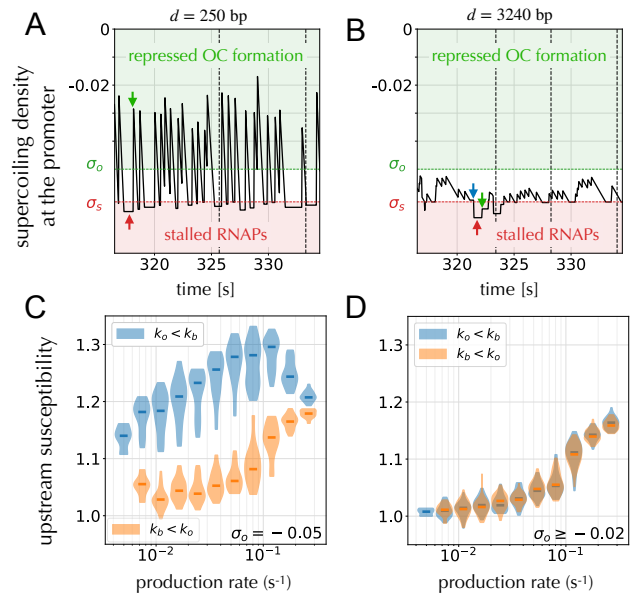 A
d = 250 bp
B
d = 3240 bp
supercoiling density
at the promoter
0
-0.02
σo
σs
repressed OC formation
stalled RNAPs
320 325 330
time [s]
0
-0.02
σo
σs
repressed OC formation
stalled RNAPs
320 325 330
time [s]
C
upstream susceptibility
1.3
1.2
1.1
1.0
ko < kb
kb < ko
σo = −0.05
10⁻² 10⁻¹
production rate (s⁻¹)
D
1.3
1.2
1.1
1.0
ko < kb
kb < ko
σo ≥ −0.02
10⁻² 10⁻¹
production rate (s⁻¹)